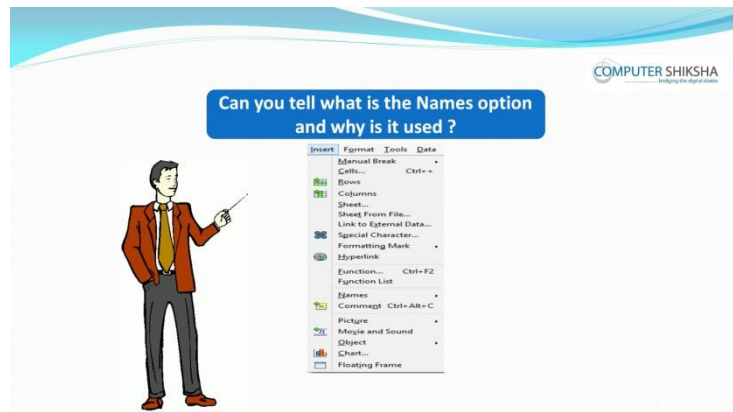 COMPUTER SHIKSHA
bridging the digital divide
Can you tell what is the Names option
and why is it used ?
Insert Format Tools Data
Manual Break
Cells... Ctrl++
Rows
Columns
Sheet...
Sheet From File...
Link to External Data...
Special Character...
Formatting Mark
Hyperlink
Function... Ctrl+F2
Function List
Names
Comment Ctrl+Alt+C
Picture
Movie and Sound
Object
Chart...
Floating Frame